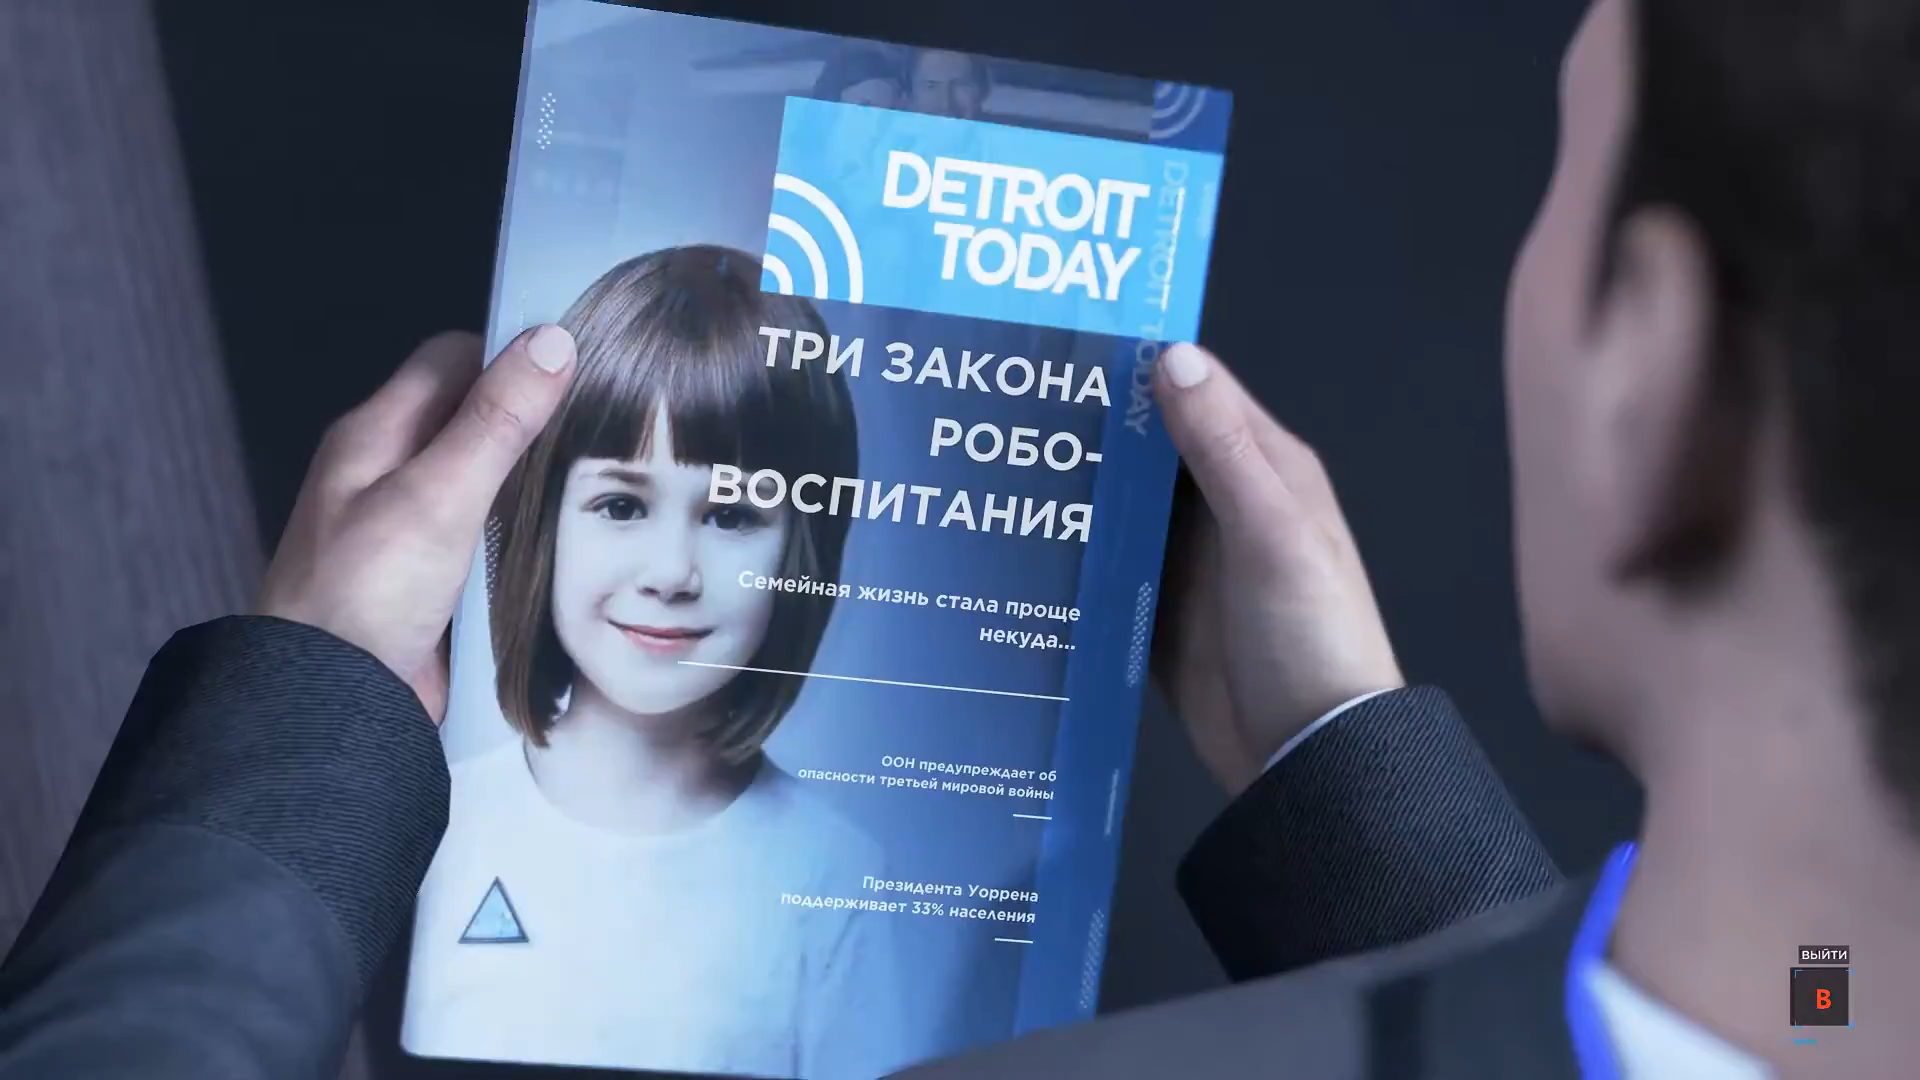 DETROIT
TODAY
DETROIT TODAY
ТРИ ЗАКОНА
РОБО-
ВОСПИТАНИЯ
Семейная жизнь стала проще
некуда...
ООН предупреждает об
опасности третьей мировой войны
Президента Уоррена
поддерживает 33% населения
ВЫЙТИ
B